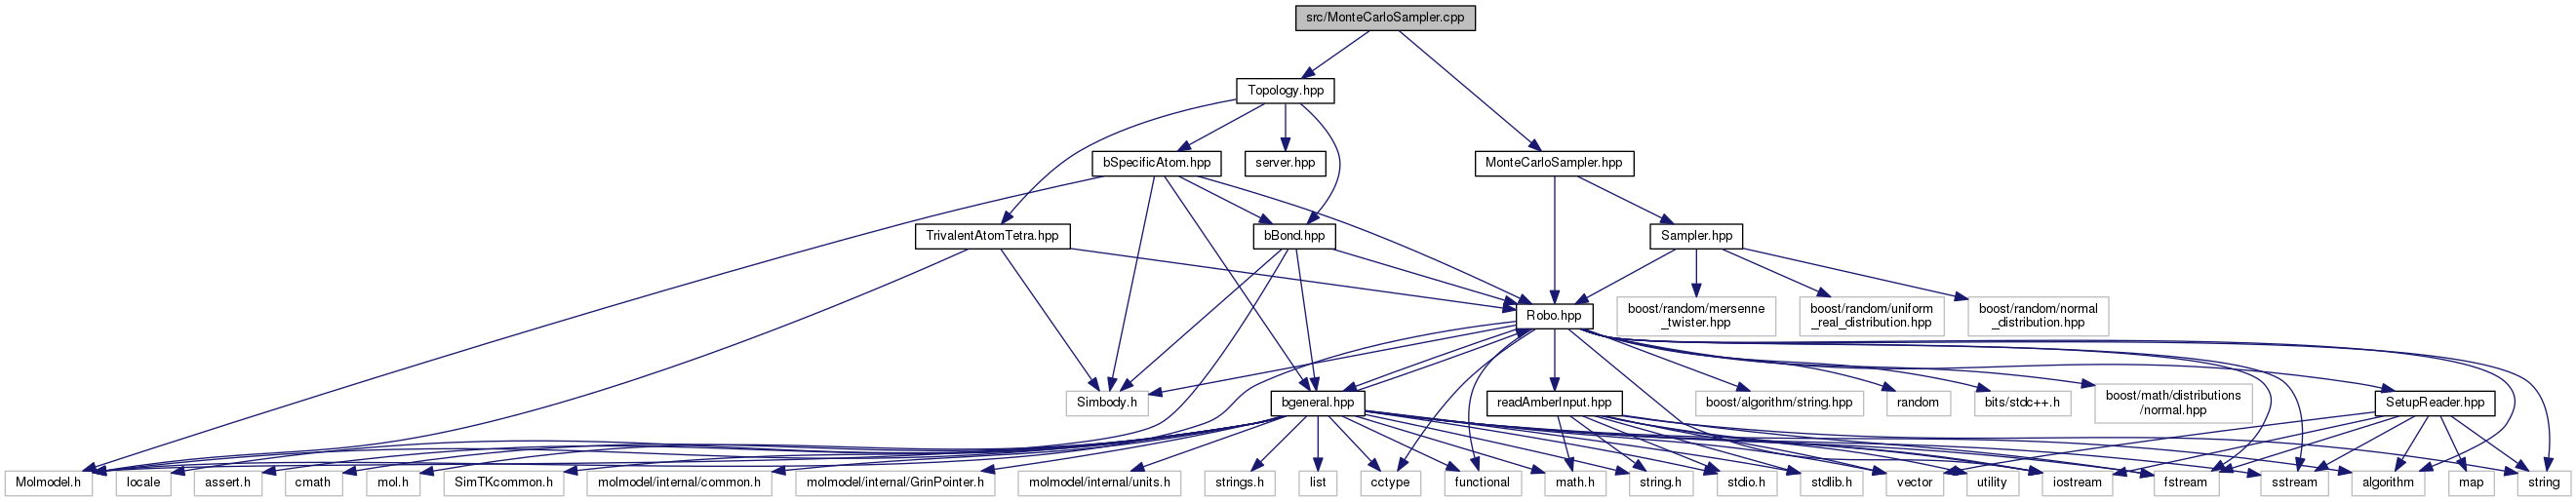 src/MonteCarloSampler.cpp
Topology.hpp
bSpecificAtom.hpp
server.hpp
MonteCarloSampler.hpp
TrivalentAtomTetra.hpp
bBond.hpp
Sampler.hpp
Robo.hpp
boost/random/mersenne
_twister.hpp
boost/random/uniform
_real_distribution.hpp
boost/random/normal
_distribution.hpp
Simbody.h
bgeneral.hpp
readAmberInput.hpp
boost/algorithm/string.hpp
random
bits/stdc++.h
boost/math/distributions
/normal.hpp
SetupReader.hpp
Molmodel.h
locale
assert.h
cmath
mol.h
SimTKcommon.h
molmodel/internal/common.h
molmodel/internal/GrinPointer.h
molmodel/internal/units.h
strings.h
list
cctype
functional
math.h
string.h
stdio.h
stdlib.h
vector
utility
iostream
fstream
sstream
algorithm
map
string